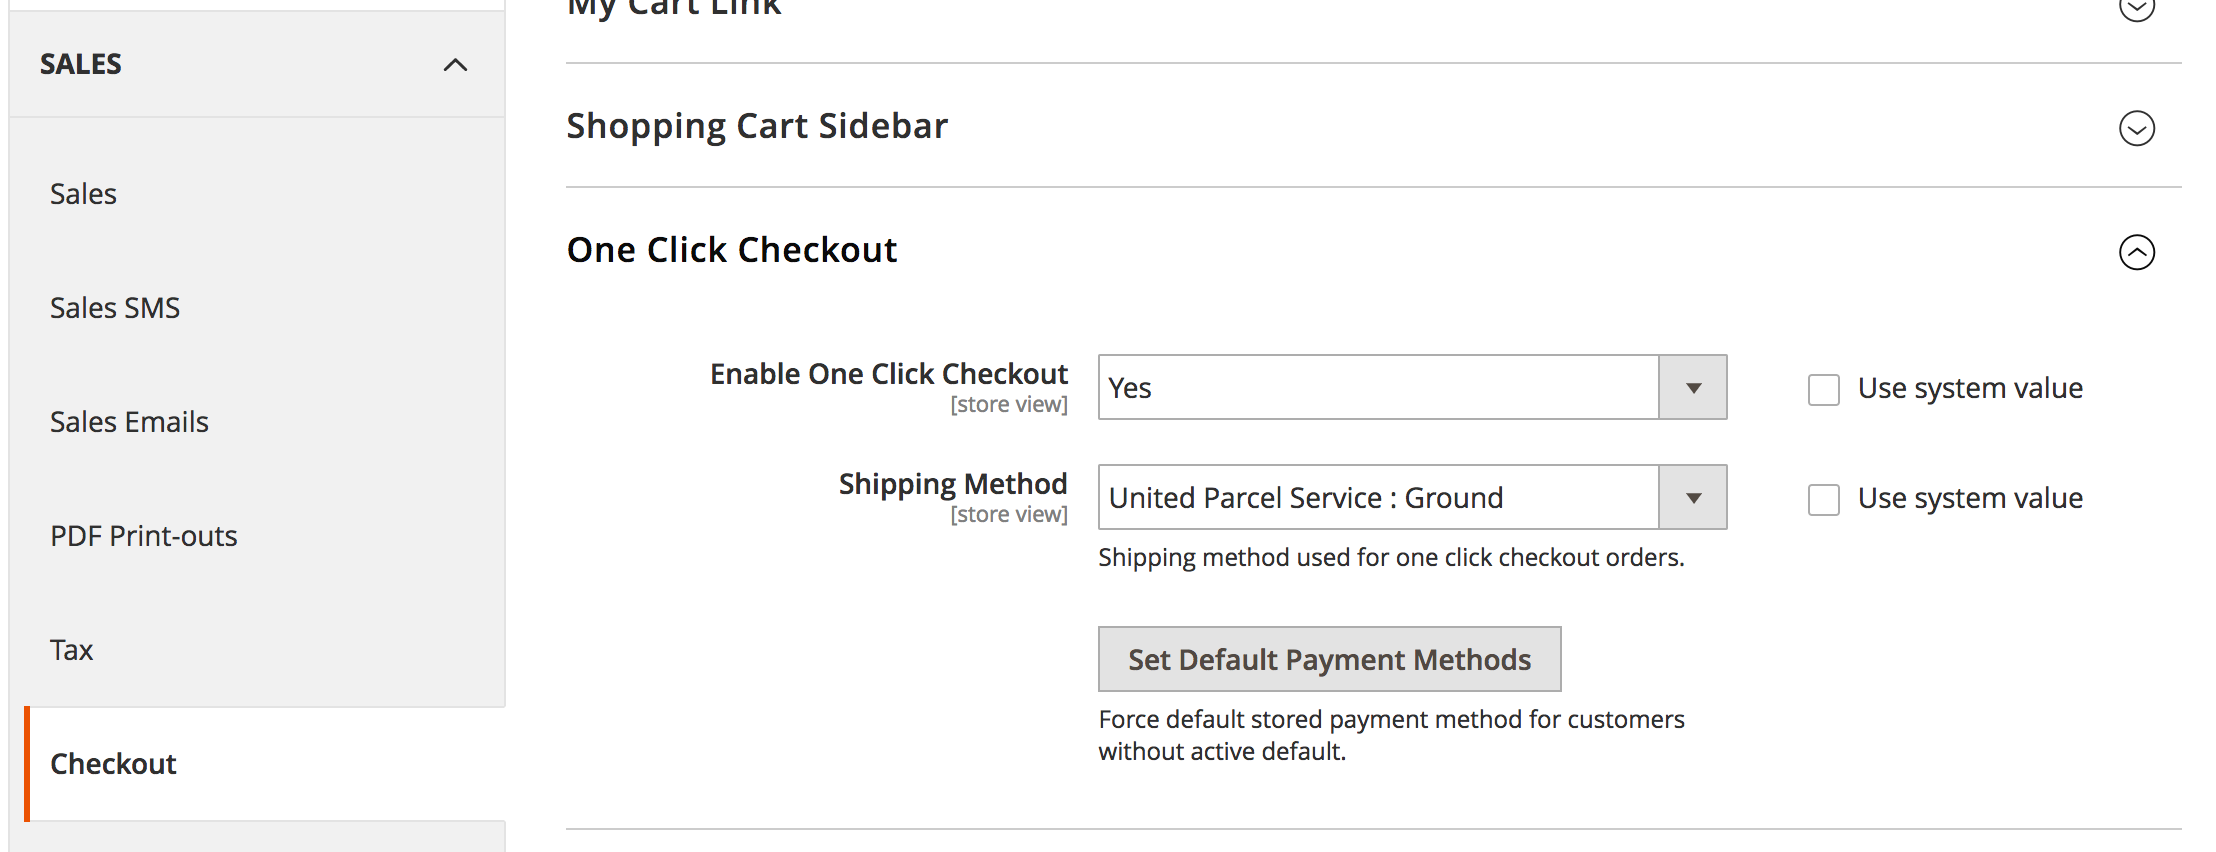 My Cart Link
SALES
Shopping Cart Sidebar
Sales
One Click Checkout
Sales SMS
Enable One Click Checkout
[store view]
Yes
Use system value
Sales Emails
Shipping Method
[store view]
United Parcel Service : Ground
Use system value
Shipping method used for one click checkout orders.
PDF Print-outs
Tax
Set Default Payment Methods
Force default stored payment method for customers
without active default.
Checkout